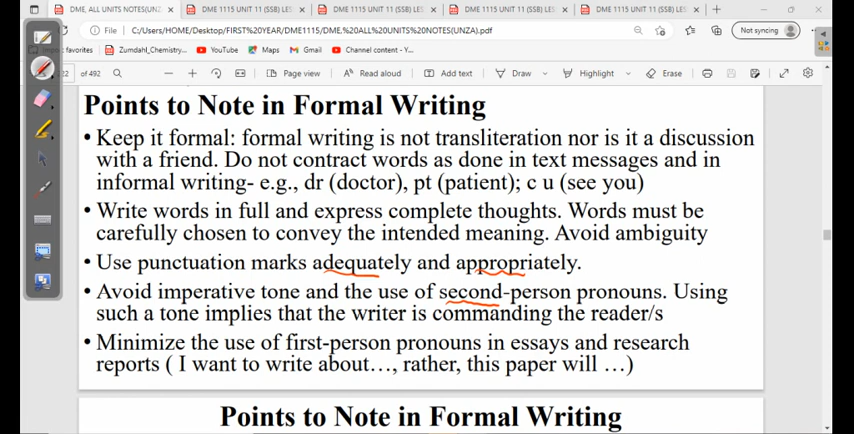 DME, ALL UNITS NOTES(UNZA).pdf
DME 1115 UNIT 11 (SSB) LES
DME 1115 UNIT 11 (SSB) LES
DME 1115 UNIT 11 (SSB) LES
DME 1115 UNIT 11 (SSB) LES
File
C:/Users/HOME/Desktop/FIRST%20YEAR/DME1115/DME.%20ALL%20UNITS%20NOTES(UNZA).pdf
Not syncing
Import favorites
Zumdahl_Chemistry...
YouTube
Maps
Gmail
Channel content - Y...
122 of 492
Page view
Read aloud
Add text
Draw
Highlight
Erase
Points to Note in Formal Writing
• Keep it formal: formal writing is not transliteration nor is it a discussion
with a friend. Do not contract words as done in text messages and in
informal writing- e.g., dr (doctor), pt (patient); c u (see you)
• Write words in full and express complete thoughts. Words must be
carefully chosen to convey the intended meaning. Avoid ambiguity
• Use punctuation marks adequately and appropriately.
• Avoid imperative tone and the use of second-person pronouns. Using
such a tone implies that the writer is commanding the reader/s
• Minimize the use of first-person pronouns in essays and research
reports ( I want to write about…, rather, this paper will …)
Points to Note in Formal Writing